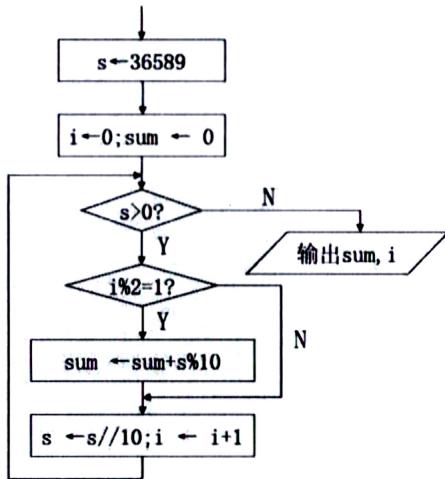 s←36589
i←0;sum ← 0
s>0?
N
Y
输出sum,i
i%2=1?
Y
N
sum ←sum+s%10
s ←s//10;i ← i+1